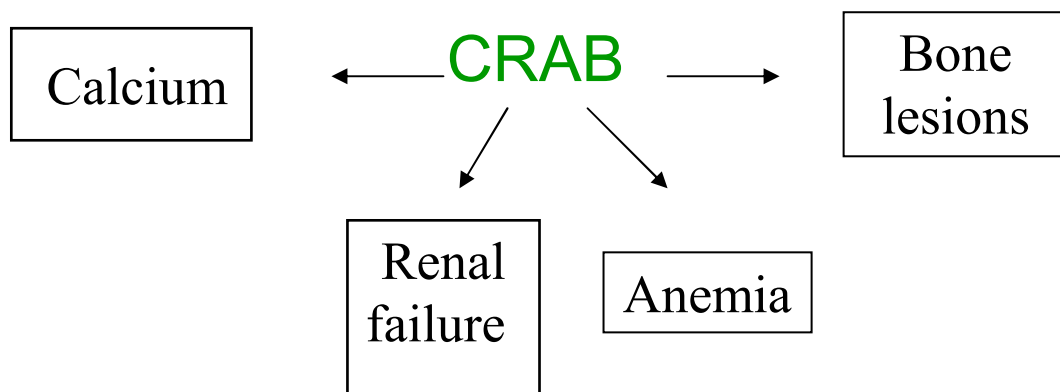 CRAB
Calcium
Bone
lesions
Renal
failure
Anemia